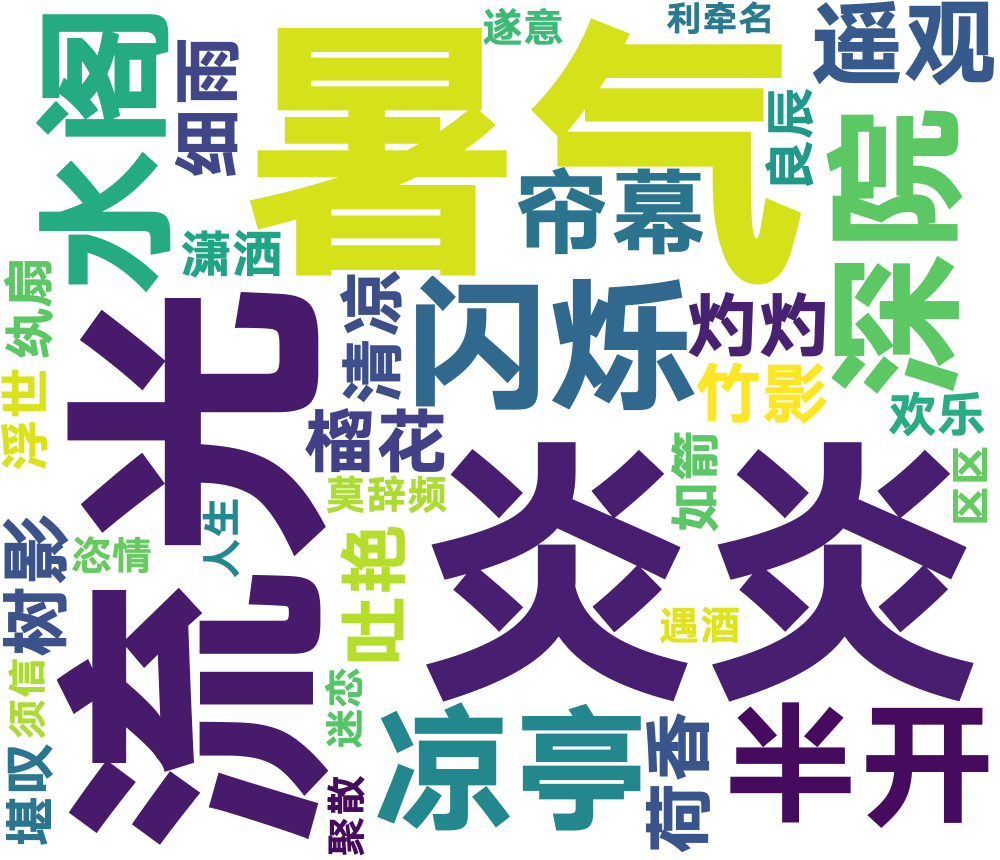 利牵名
遂意
遥观
水阁
细雨
暑气
良辰
深院
帘幕
潇洒
纨扇
清凉
闪烁
灼灼
流光
浮世
竹影
欢乐
榴花
如箭
炎炎
区区
莫辞频
人生
树影
恣情
吐艳
遇酒
须信
迷恋
凉亭
荷香
半开
堪叹
聚散